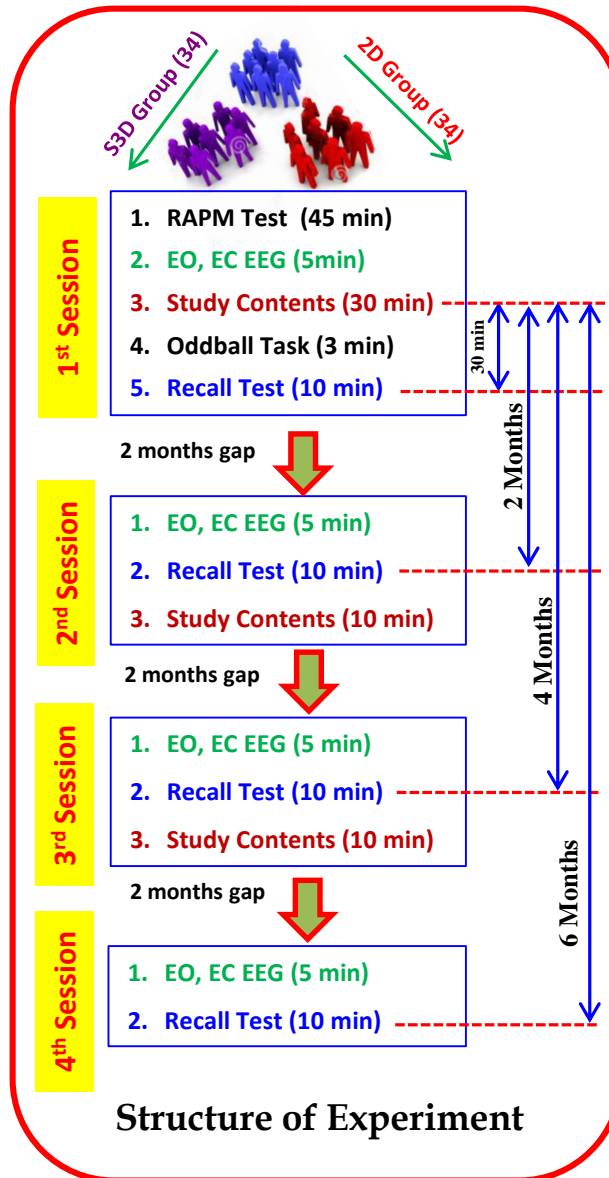 S3D Group (34)
2D Group (34)
1st Session
1. RAPM Test (45 min)
2. EO, EC EEG (5min)
3. Study Contents (30 min)
4. Oddball Task (3 min)
5. Recall Test (10 min)
30 min
2 months gap
2 Months
2nd Session
1. EO, EC EEG (5 min)
2. Recall Test (10 min)
3. Study Contents (10 min)
2 months gap
4 Months
3rd Session
1. EO, EC EEG (5 min)
2. Recall Test (10 min)
3. Study Contents (10 min)
2 months gap
6 Months
4th Session
1. EO, EC EEG (5 min)
2. Recall Test (10 min)
Structure of Experiment